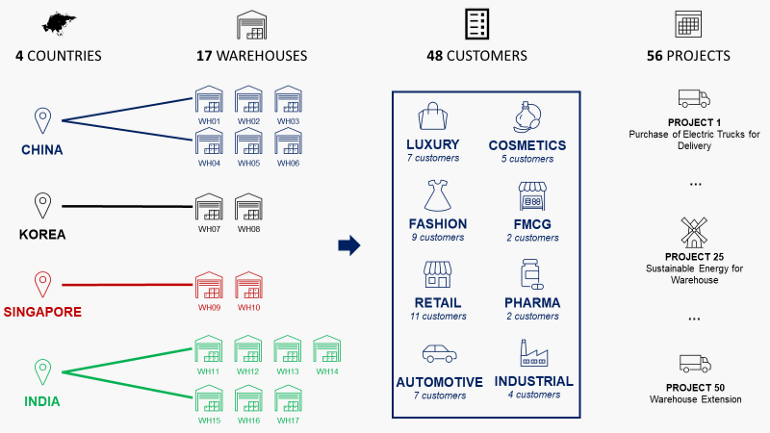 4 COUNTRIES
17 WAREHOUSES
48 CUSTOMERS
56 PROJECTS
CHINA
WH01 WH02 WH03
WH04 WH05 WH06
KOREA
WH07 WH08
SINGAPORE
WH09 WH10
INDIA
WH11 WH12 WH13 WH14
WH15 WH16 WH17
LUXURY
7 customers
COSMETICS
5 customers
FASHION
9 customers
88
FMCG
2 customers
RETAIL
11 customers
PHARMA
2 customers
AUTOMOTIVE
7 customers
INDUSTRIAL
4 customers
PROJECT 1
Purchase of Electric Trucks for
Delivery
...
PROJECT 25
Sustainable Energy for
Warehouse
...
PROJECT 50
Warehouse Extension